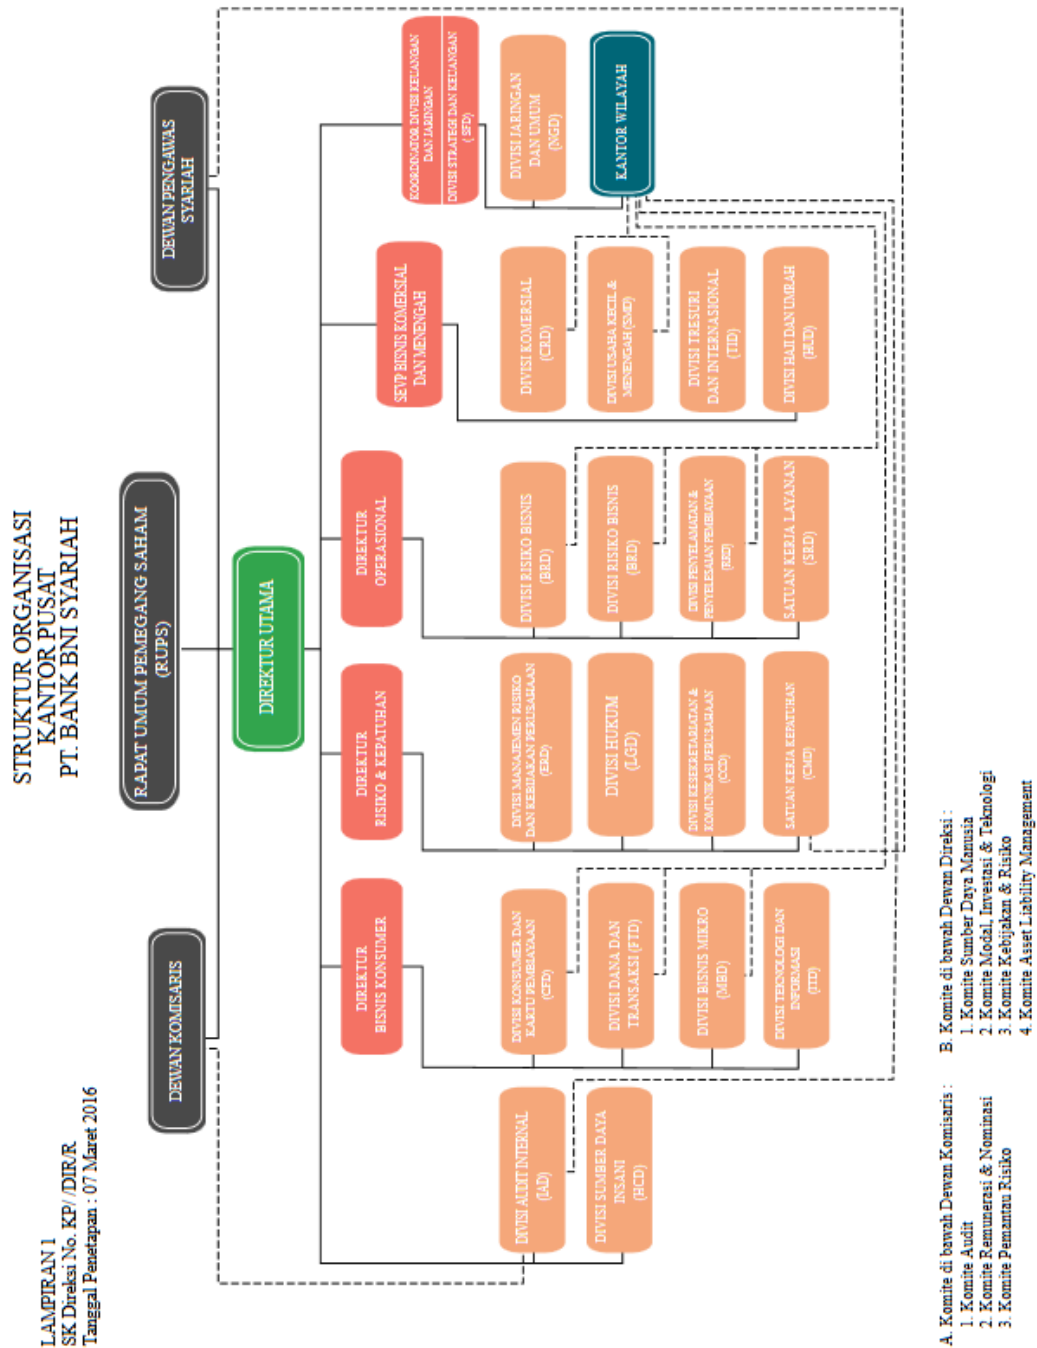 LAMPIRAN 1
SK Direksi No. KP/ /DIR/R
Tanggal Penetapan : 07 Maret 2016
STRUKTUR ORGANISASI
KANTOR PUSAT
PT. BANK BNI SYARIAH
DEWAN KOMISARIS
RAPAT UMUM PEMEGANG SAHAM
(RUPS)
DEWAN PENGAWAS
SYARIAH
DIREKTUR UTAMA
DIREKTUR
BISNIS KONSUMER
DIREKTUR
RISIKO & KEPATUHAN
DIREKTUR
OPERASIONAL
SEVP BISNIS KOMERSIAL
DAN MENENGAH
KOORDINATOR DIVISI KEUANGAN
DAN JARINGAN
DIVISI STRATEGI DAN KEUANGAN
( SFD)
DIVISI AUDIT INTERNAL
(IAD)
DIVISI SUMBER DAYA
INSANI
(HCD)
DIVISI KONSUMER DAN
KARTU PEMBIAYAAN
(CFD)
DIVISI DANA DAN
TRANSAKSI (FTD)
DIVISI BISNIS MIKRO
(MBD)
DIVISI TEKNOLOGI DAN
INFORMASI
(ITD)
DIVISI MANAJEMEN RISIKO
DAN KEBIJAKAN PERUSAHAAN
(ERD)
DIVISI HUKUM
(LGD)
DIVISI KESEKRETARIATAN &
KOMUNIKASI PERUSAHAAN
(CCD)
SATUAN KERJA KEPATUHAN
(CMD)
DIVISI RISIKO BISNIS
(BRD)
DIVISI RISIKO BISNIS
(BRD)
DIVISI PENYELAMATAN &
PENYELESAIAN PEMBIAYAAN
(RRD)
SATUAN KERJA LAYANAN
(SRD)
DIVISI KOMERSIAL
(CRD)
DIVISI USAHA KECIL &
MENENGAH (SMD)
DIVISI TRESURI
DAN INTERNASIONAL
(TID)
DIVISI HAJI DAN UMRAH
(HUD)
DIVISI JARINGAN
DAN UMUM
(NGD)
KANTOR WILAYAH
A. Komite di bawah Dewan Komisaris :
1. Komite Audit
2. Komite Remunerasi & Nominasi
3. Komite Pemantau Risiko
B. Komite di bawah Dewan Direksi :
1. Komite Sumber Daya Manusia
2. Komite Modal, Investasi & Teknologi
3. Komite Kebijakan & Risiko
4. Komite Asset Liability Management